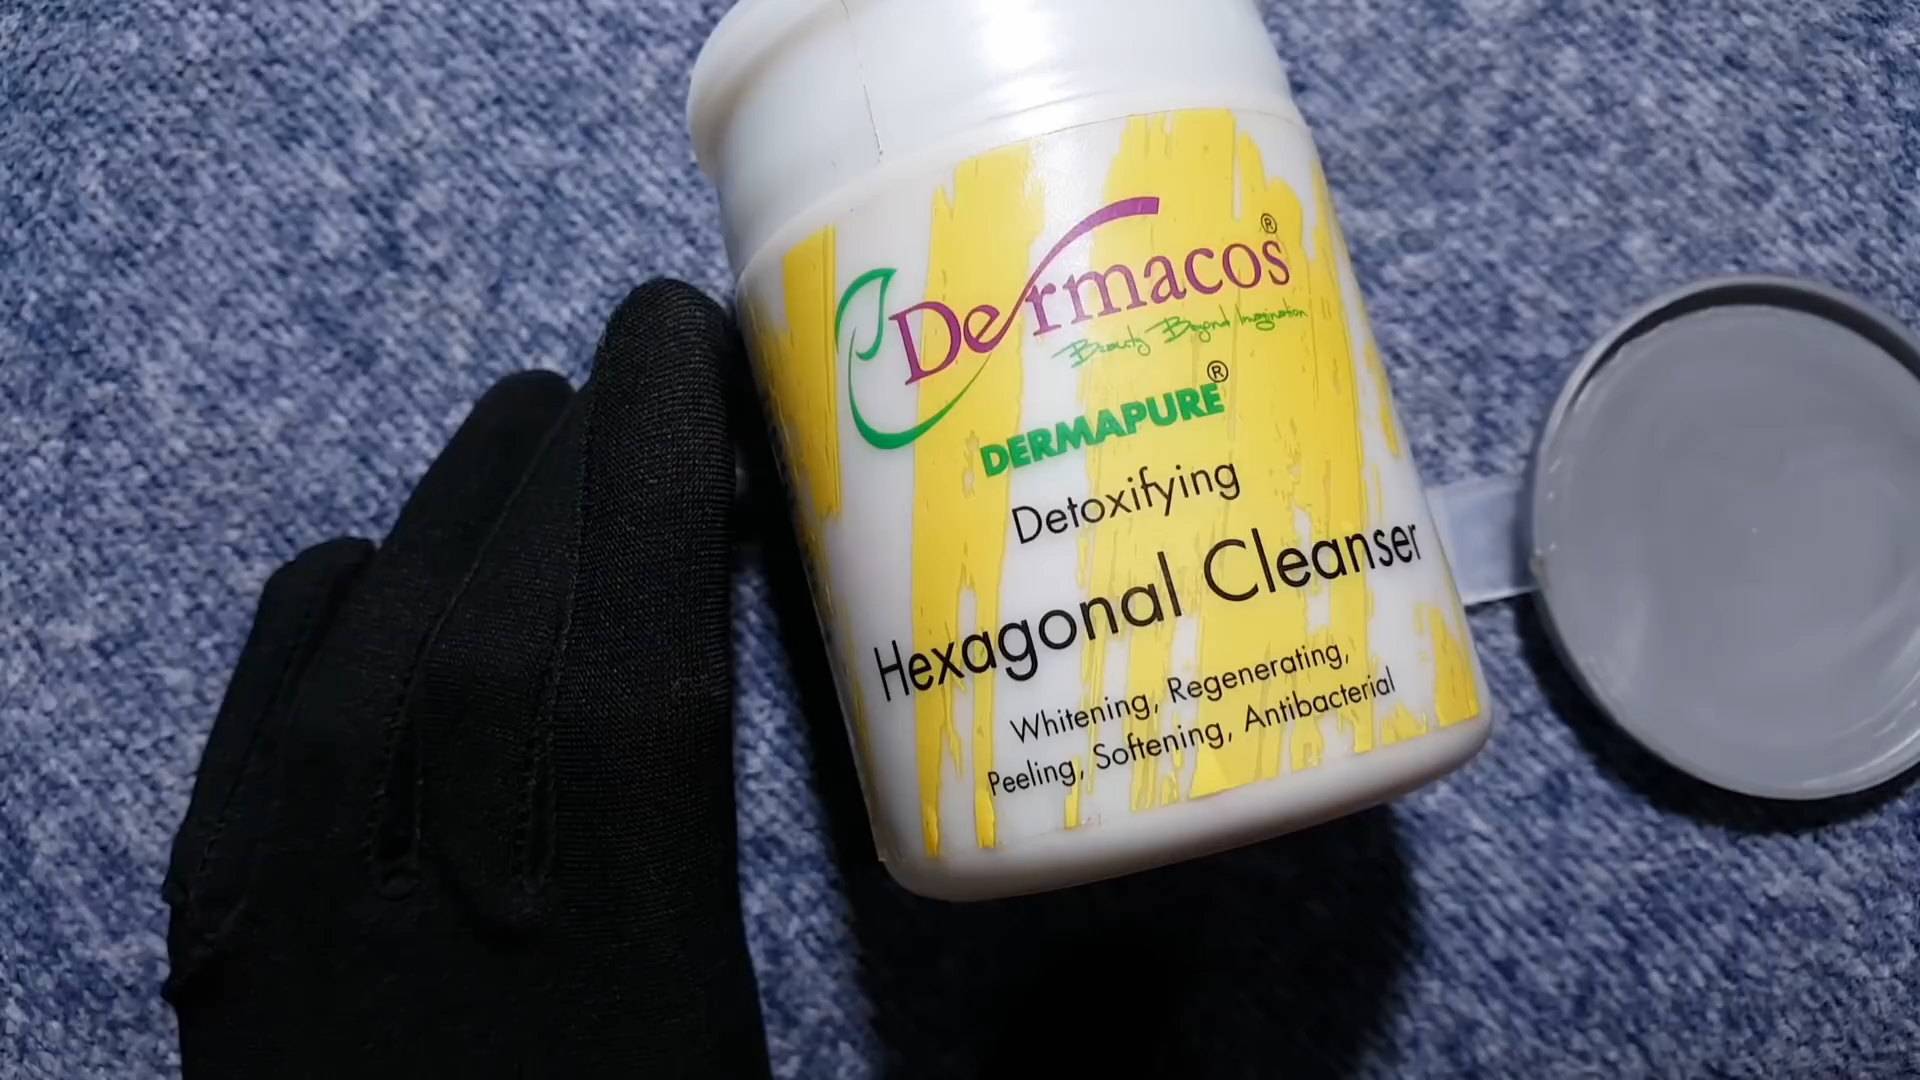 Dermacos®
Beauty Beyond Imagination
DERMAPURE®
Detoxifying
Hexagonal Cleanser
Whitening, Regenerating,
Peeling, Softening, Antibacterial